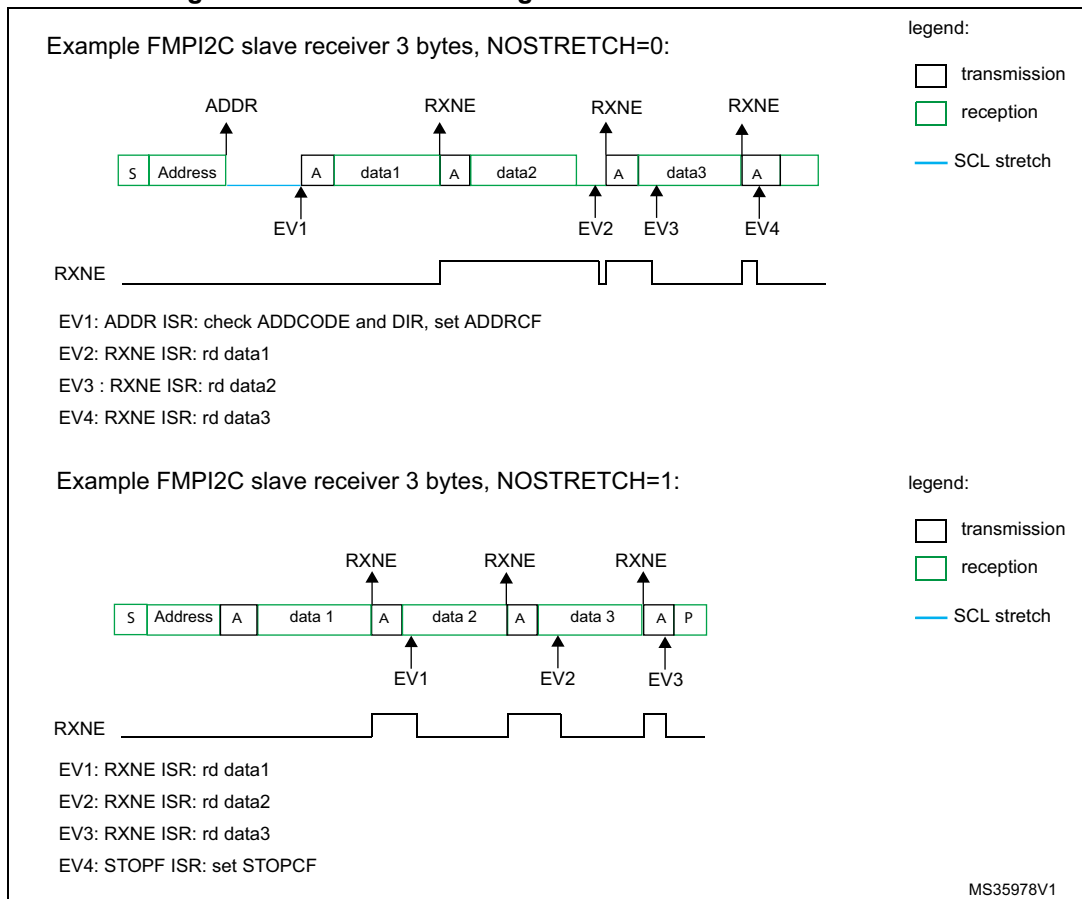 Example FMPI2C slave receiver 3 bytes, NOSTRETCH=0:
legend:
transmission
reception
SCL stretch
ADDR RXNE RXNE RXNE
S Address A data1 A data2 A data3 A
EV1 EV2 EV3 EV4
RXNE
EV1: ADDR ISR: check ADDCODE and DIR, set ADDRCF
EV2: RXNE ISR: rd data1
EV3 : RXNE ISR: rd data2
EV4: RXNE ISR: rd data3
Example FMPI2C slave receiver 3 bytes, NOSTRETCH=1:
legend:
transmission
reception
SCL stretch
RXNE RXNE RXNE
S Address A data 1 A data 2 A data 3 A P
EV1 EV2 EV3
RXNE
EV1: RXNE ISR: rd data1
EV2: RXNE ISR: rd data2
EV3: RXNE ISR: rd data3
EV4: STOPF ISR: set STOPCF
MS35978V1